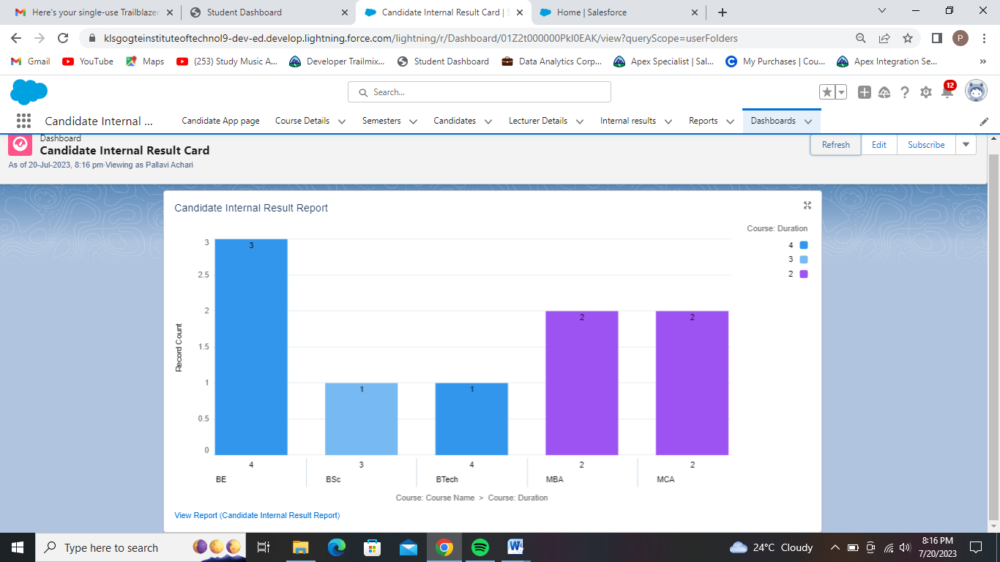 Here's your single-use Trailblazer
Student Dashboard
Candidate Internal Result Card | S
Home | Salesforce
klsgogteinstituteoftechnol9-dev-ed.develop.lightning.force.com/lightning/r/Dashboard/01Z2t000000PkI0EAK/view?queryScope=userFolders
P
Gmail
YouTube
Maps
(253) Study Music A...
Developer Trailmix...
Student Dashboard
Data Analytics Corp...
Apex Specialist | Sal...
My Purchases | Cou...
Apex Integration Se...
Search...
12
Candidate Internal ...
Candidate App page
Course Details
Semesters
Candidates
Lecturer Details
Internal results
Reports
Dashboards
Dashboard
Candidate Internal Result Card
As of 20-Jul-2023, 8:16 pm·Viewing as Pallavi Achari
Refresh
Edit
Subscribe
Candidate Internal Result Report
Course: Duration
4
3
2
Record Count
3
2.5
2
1.5
1
0.5
0
3
1
1
2
2
4
3
4
2
2
BE
BSc
BTech
MBA
MCA
Course: Course Name > Course: Duration
View Report (Candidate Internal Result Report)
Type here to search
24°C Cloudy
8:16 PM
7/20/2023